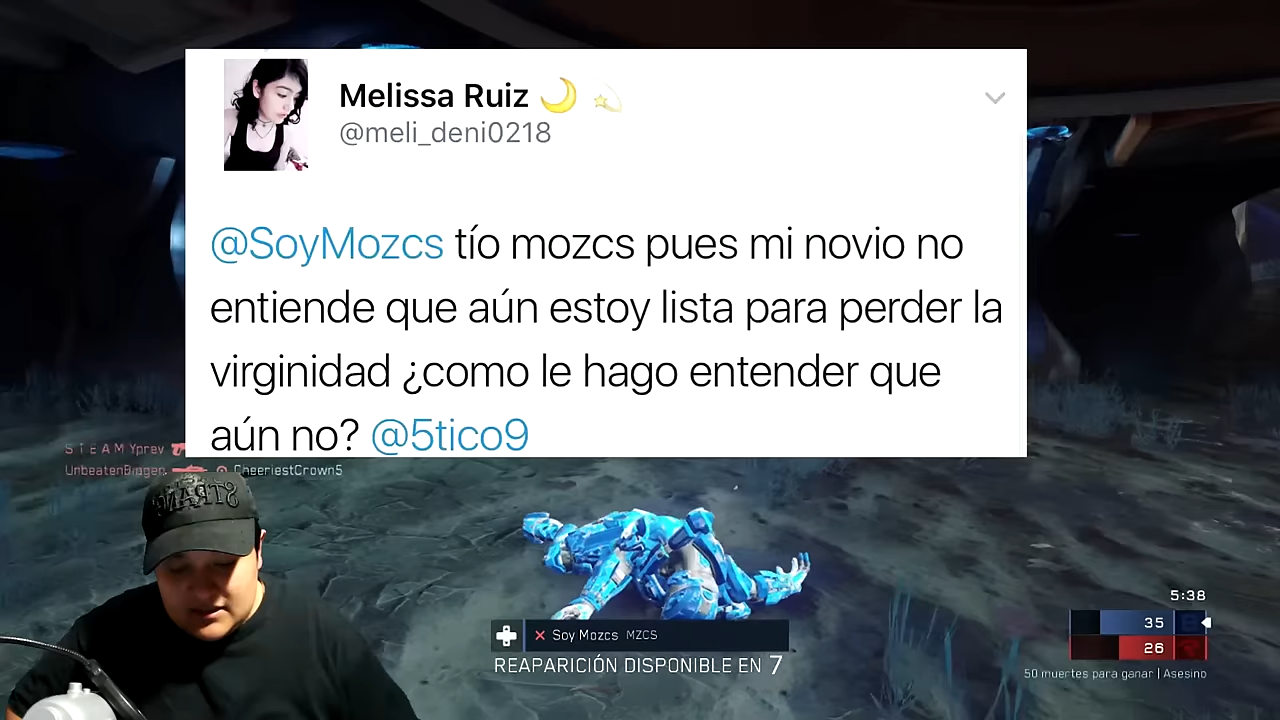 Melissa Ruiz 🌙 💫
@meli_deni0218
@SoyMozcs tío mozcs pues mi novio no
entiende que aún estoy lista para perder la
virginidad ¿como le hago entender que
aún no? @5tico9
STEAM Yprev
CheeriestCrown5
STRANG
5:38
35
26
50 muertes para ganar | Asesino
Soy Mozcs MZCS
REAPARICIÓN DISPONIBLE EN 7